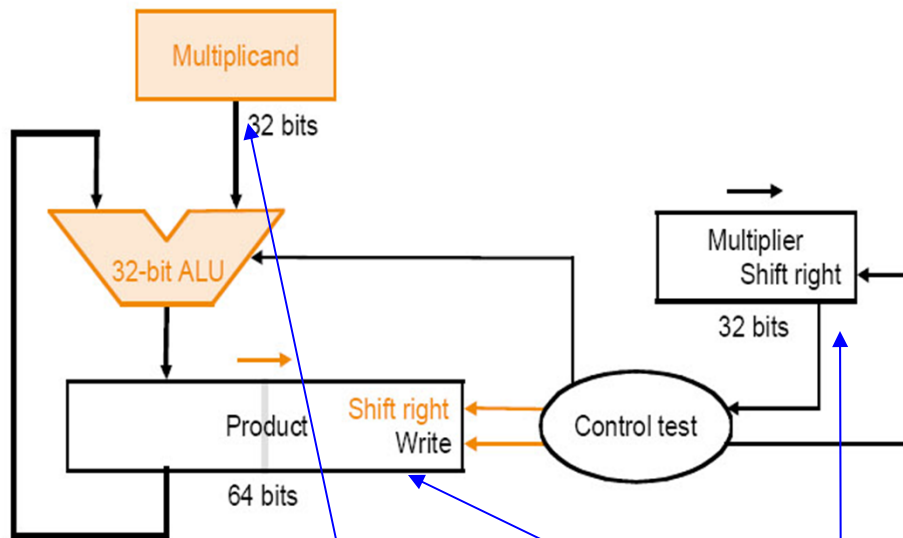 Multiplicand
32 bits
32-bit ALU
Multiplier
Shift right
32 bits
Product
Shift right
Write
64 bits
Control test